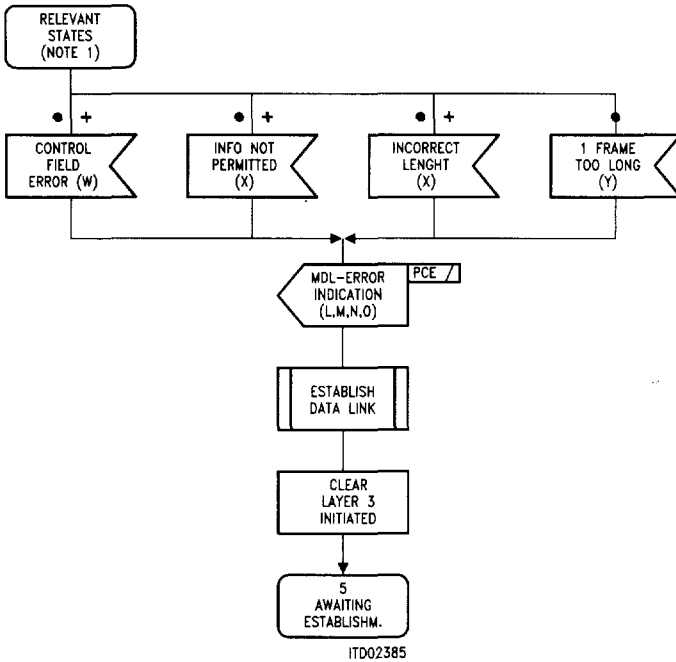 RELEVANT
STATES
(NOTE 1)
● + ● + ● + ●
CONTROL
FIELD
ERROR (W)
INFO NOT
PERMITTED
(X)
INCORRECT
LENGHT
(X)
1 FRAME
TOO LONG
(Y)
MDL-ERROR
INDICATION
(L,M,N,O)
PCE /
ESTABLISH
DATA LINK
CLEAR
LAYER 3
INITIATED
5
AWAITING
ESTABLISHM.
ITD02385